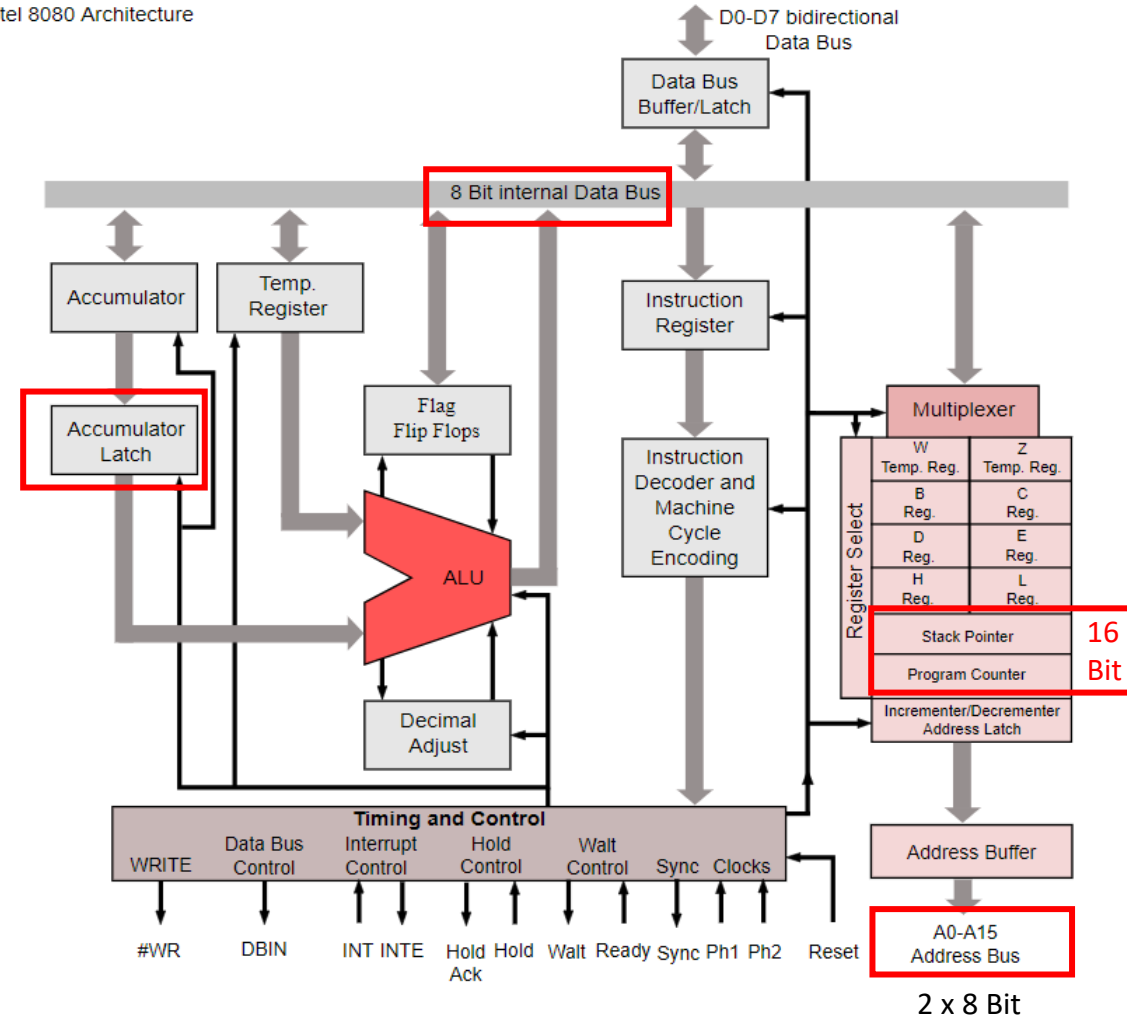 tel 8080 Architecture
D0-D7 bidirectional
Data Bus
Data Bus
Buffer/Latch
8 Bit internal Data Bus
Accumulator
Temp.
Register
Instruction
Register
Accumulator
Latch
Flag
Flip Flops
Instruction
Decoder and
Machine
Cycle
Encoding
ALU
Decimal
Adjust
Multiplexer
Register Select
W
Temp. Reg.
Z
Temp. Reg.
B
Reg.
C
Reg.
D
Reg.
E
Reg.
H
Reg.
L
Reg.
Stack Pointer
Program Counter
16
Bit
Incrementer/Decrementer
Address Latch
Address Buffer
A0-A15
Address Bus
2 x 8 Bit
Timing and Control
WRITE
Data Bus
Control
Interrupt
Control
Hold
Control
Walt
Control
Sync
Clocks
#WR
DBIN
INT
INTE
Hold
Ack
Hold
Walt
Ready
Sync
Ph1
Ph2
Reset